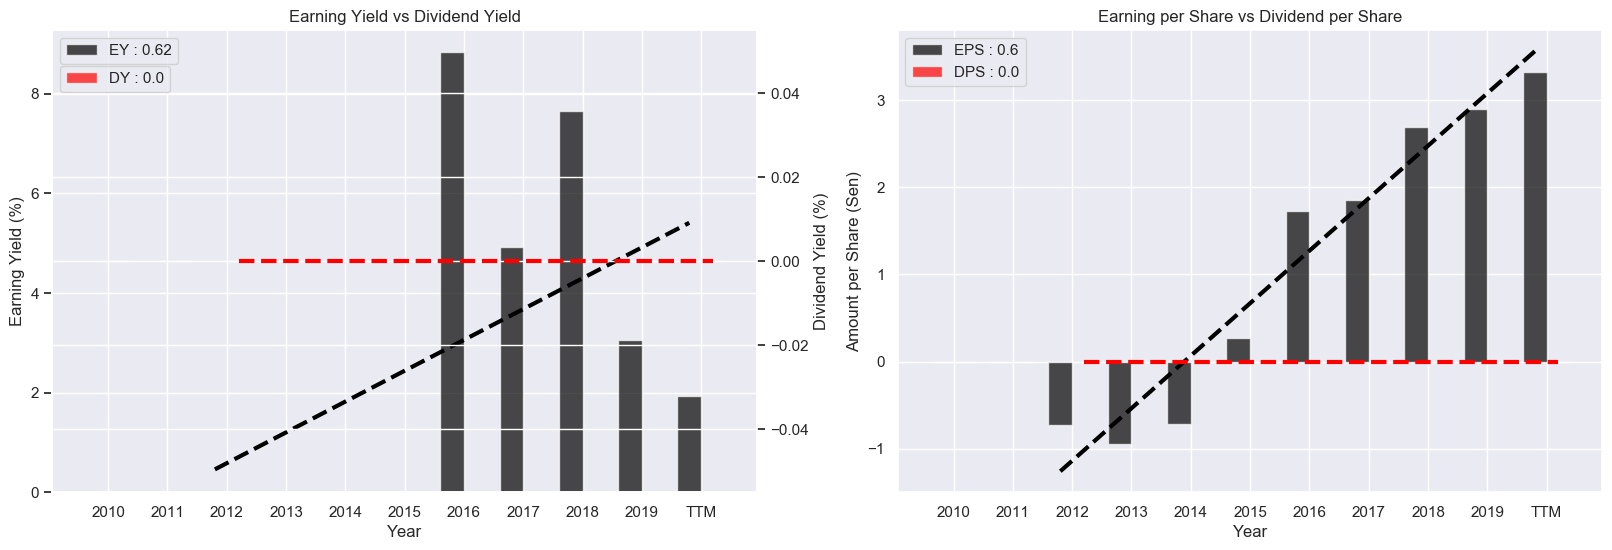 Earning Yield vs Dividend Yield
EY : 0.62
DY : 0.0
8
6
4
2
0
Earning Yield (%)
0.04
0.02
0.00
−0.02
−0.04
Dividend Yield (%)
2010 2011 2012 2013 2014 2015 2016 2017 2018 2019 TTM
Year
Earning per Share vs Dividend per Share
EPS : 0.6
DPS : 0.0
3
2
1
0
−1
Amount per Share (Sen)
2010 2011 2012 2013 2014 2015 2016 2017 2018 2019 TTM
Year